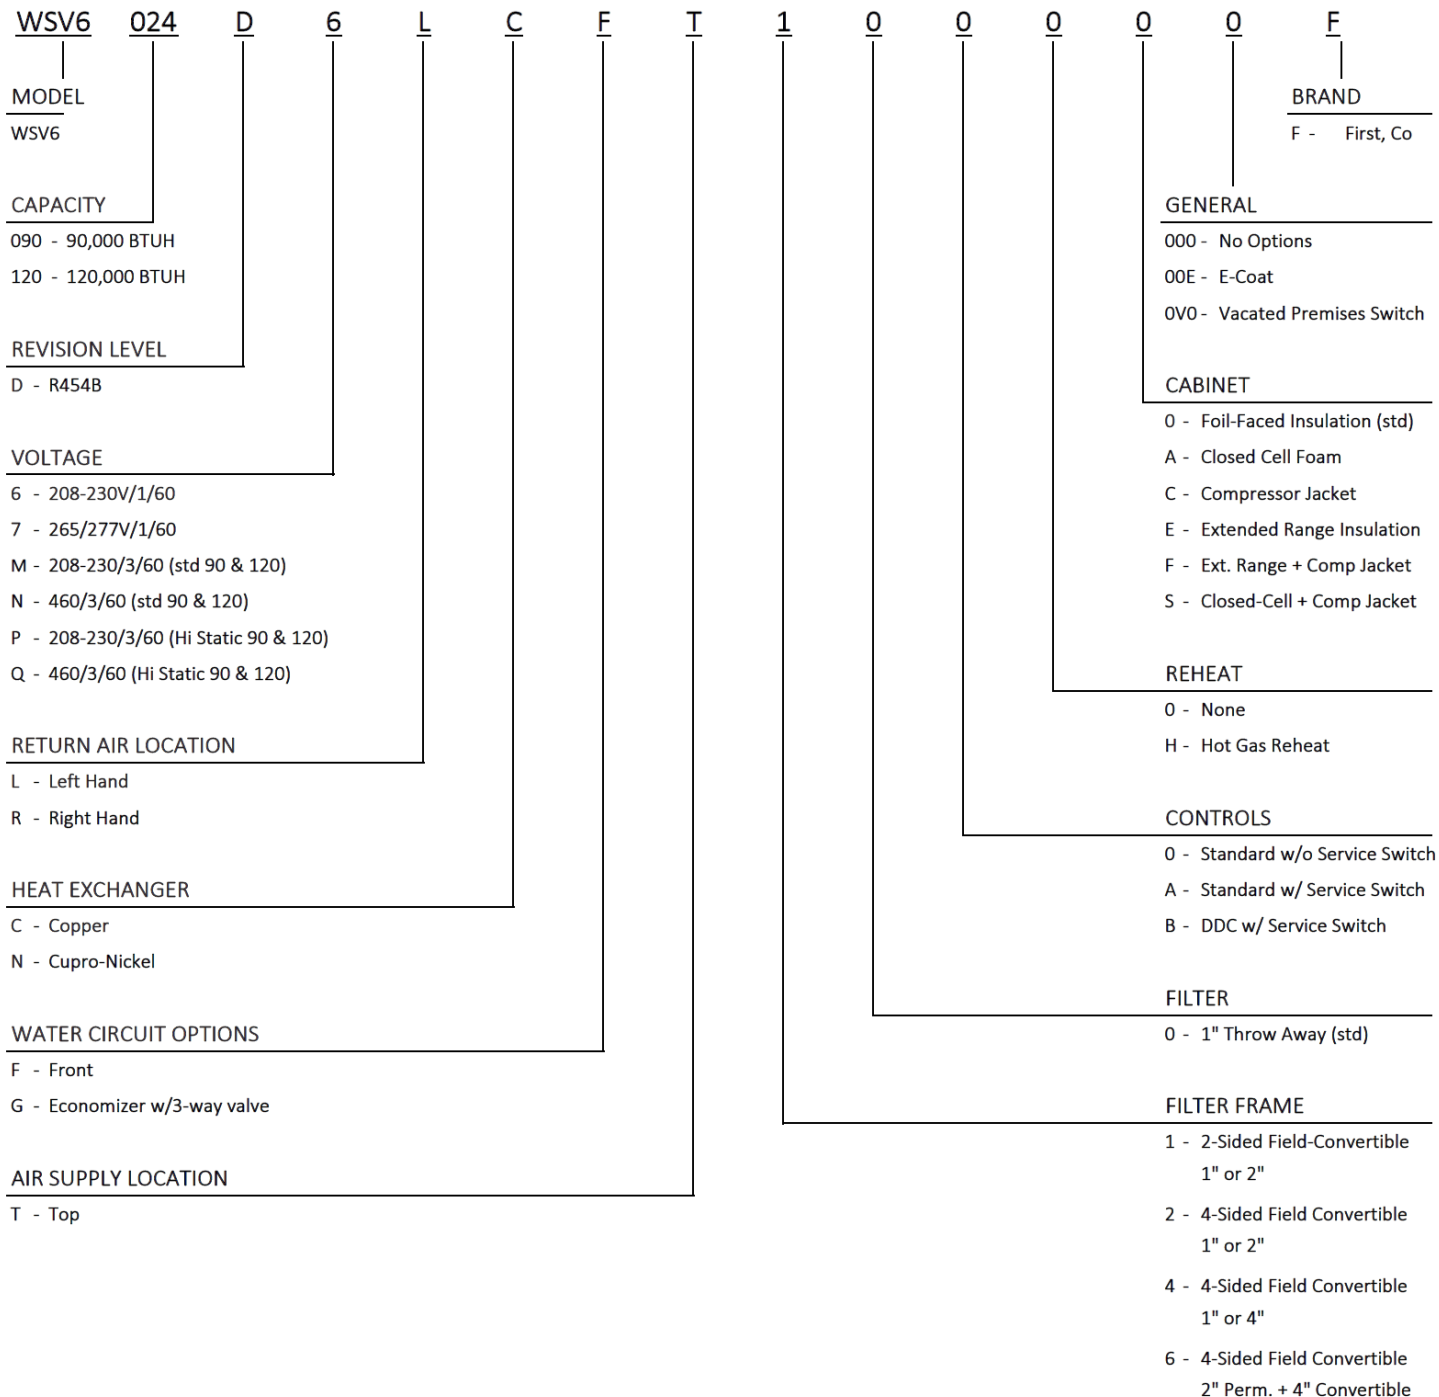 WSV6 024 D 6 L C F T 1 0 0 0 0 0 F
MODEL
WSV6
CAPACITY
090 - 90,000 BTUH
120 - 120,000 BTUH
REVISION LEVEL
D - R454B
VOLTAGE
6 - 208-230V/1/60
7 - 265/277V/1/60
M - 208-230/3/60 (std 90 & 120)
N - 460/3/60 (std 90 & 120)
P - 208-230/3/60 (Hi Static 90 & 120)
Q - 460/3/60 (Hi Static 90 & 120)
RETURN AIR LOCATION
L - Left Hand
R - Right Hand
HEAT EXCHANGER
C - Copper
N - Cupro-Nickel
WATER CIRCUIT OPTIONS
F - Front
G - Economizer w/3-way valve
AIR SUPPLY LOCATION
T - Top
BRAND
F - First, Co
GENERAL
000 - No Options
00E - E-Coat
0V0 - Vacated Premises Switch
CABINET
0 - Foil-Faced Insulation (std)
A - Closed Cell Foam
C - Compressor Jacket
E - Extended Range Insulation
F - Ext. Range + Comp Jacket
S - Closed-Cell + Comp Jacket
REHEAT
0 - None
H - Hot Gas Reheat
CONTROLS
0 - Standard w/o Service Switch
A - Standard w/ Service Switch
B - DDC w/ Service Switch
FILTER
0 - 1" Throw Away (std)
FILTER FRAME
1 - 2-Sided Field-Convertible
1" or 2"
2 - 4-Sided Field Convertible
1" or 2"
4 - 4-Sided Field Convertible
1" or 4"
6 - 4-Sided Field Convertible
2" Perm. + 4" Convertible